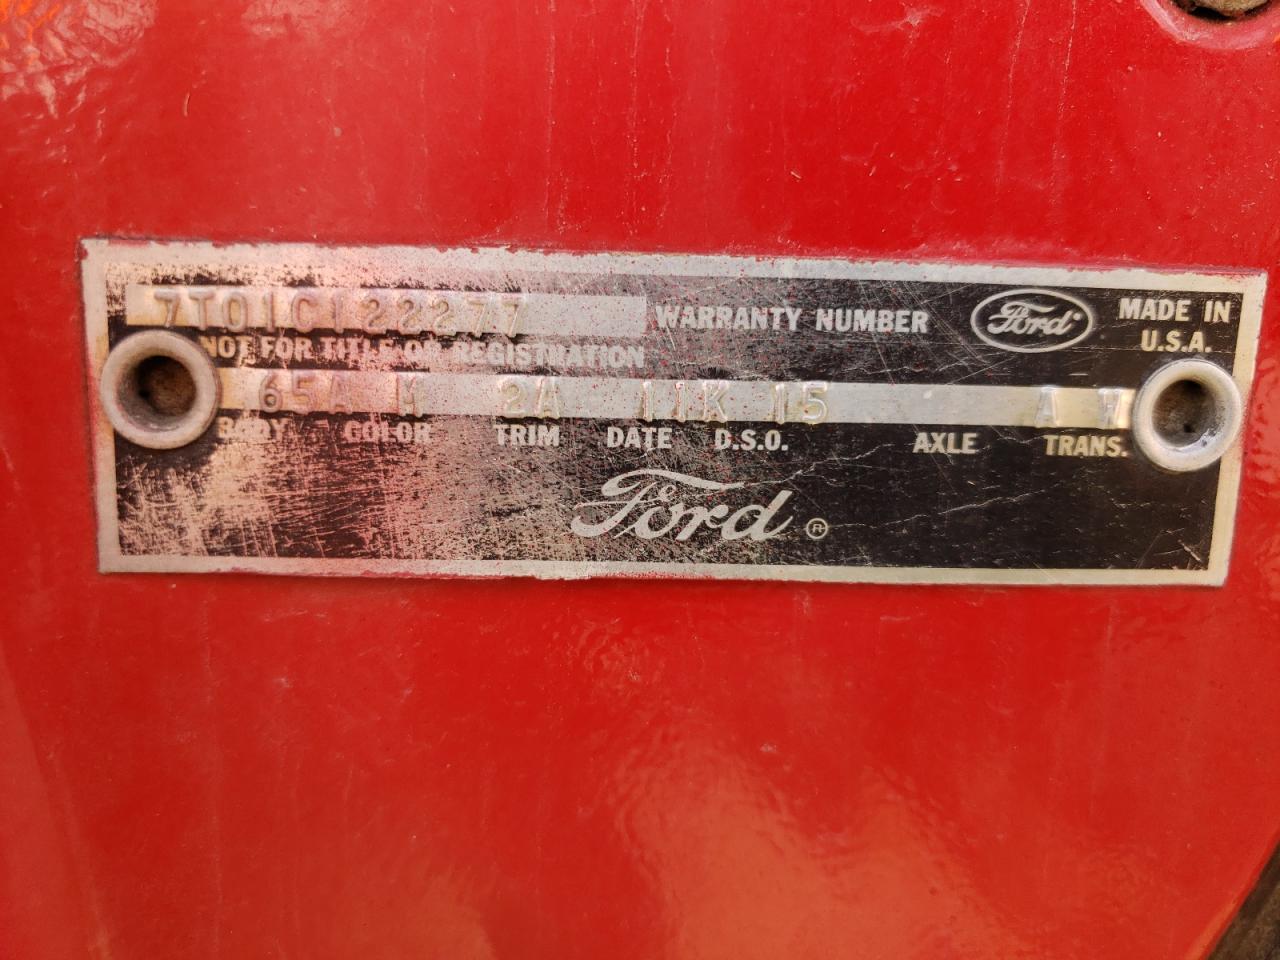 7T01C122277 WARRANTY NUMBER Ford MADE IN U.S.A.
NOT FOR TITLE OR REGISTRATION
65A 2A 11K 15 A W
BODY COLOR TRIM DATE D.S.O. AXLE TRANS.
Ford ®